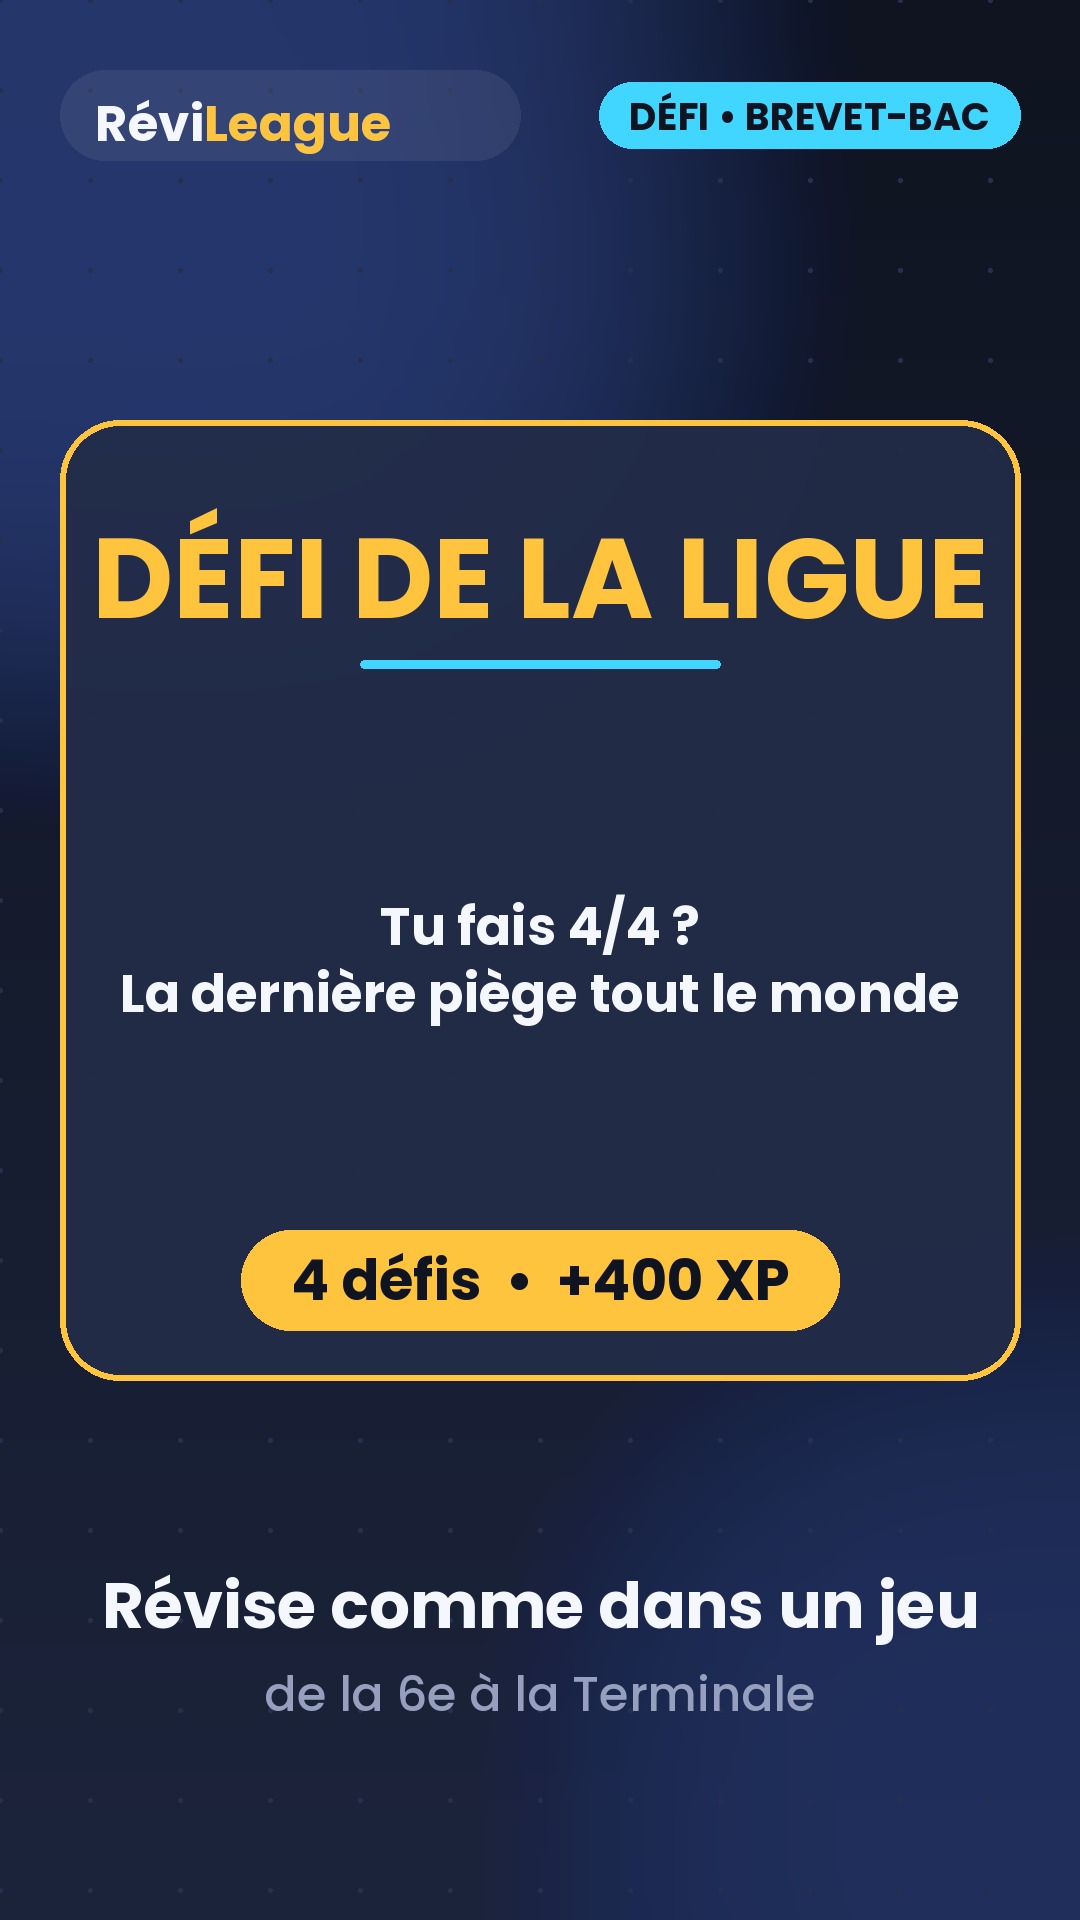 RéviLeague
DÉFI • BREVET-BAC
DÉFI DE LA LIGUE
Tu fais 4/4 ?
La dernière piège tout le monde
4 défis • +400 XP
Révise comme dans un jeu
de la 6e à la Terminale